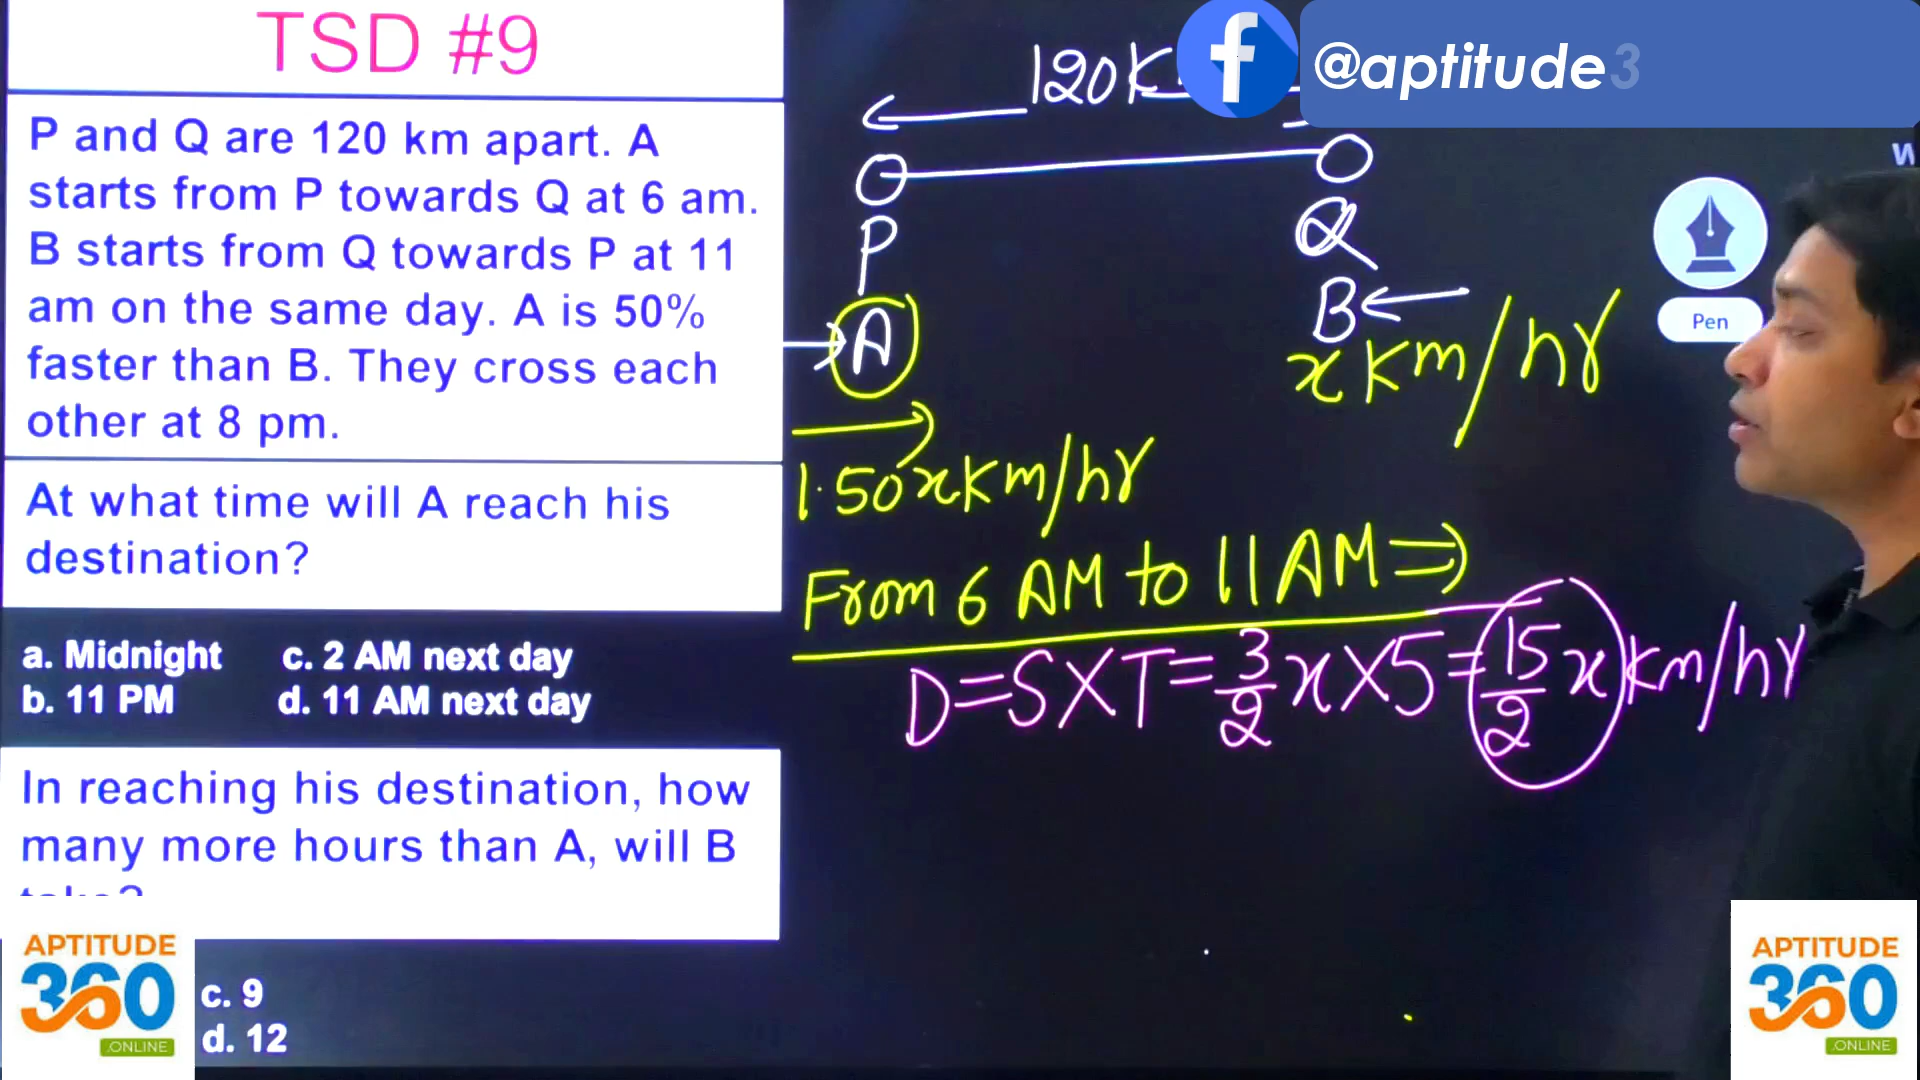 TSD #9
P and Q are 120 km apart. A
starts from P towards Q at 6 am.
B starts from Q towards P at 11
am on the same day. A is 50%
faster than B. They cross each
other at 8 pm.
At what time will A reach his
destination?
a. Midnight
c. 2 AM next day
b. 11 PM
d. 11 AM next day
In reaching his destination, how
many more hours than A, will B
c. 9
d. 12
120 K
@aptitude3
P
Q
A
B
x Km/hr
1.50x Km/hr
From 6 AM to 11 AM ⇒
D=S×T=3/2 x×5=15/2 x Km/hr
Pen
APTITUDE
360
.ONLINE
APTITUDE
360
.ONLINE